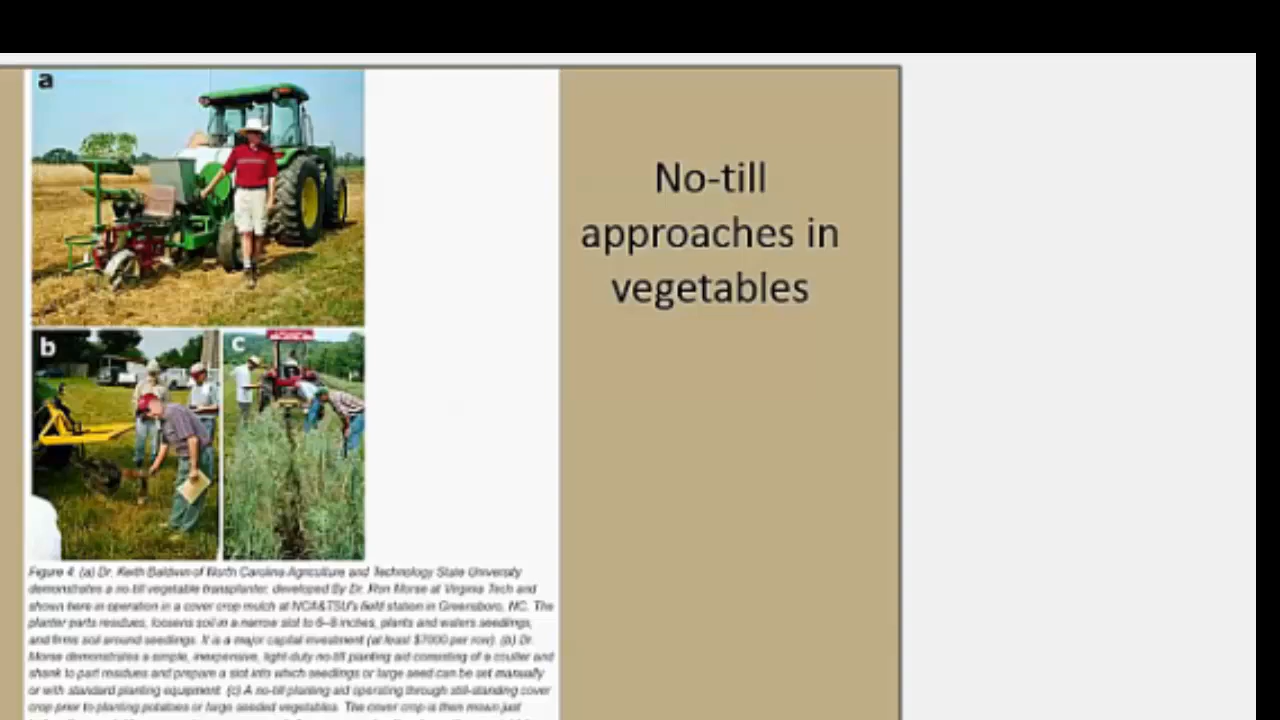 a
No-till
approaches in
vegetables
b
c
Figure 4. (a) Dr. Keith Baldwin of North Carolina Agriculture and Technology State University
demonstrates a no-till vegetable transplanter, developed By Dr. Ron Morse at Virginia Tech and
shown here in operation in a cover crop mulch at NCA&TSU's field station in Greensboro, NC. The
planter parts residues, loosens soil in a narrow slot to 6–8 inches, plants and waters seedlings,
and firms soil around seedlings. It is a major capital investment (at least $7000 per row). (b) Dr.
Morse demonstrates a simple, inexpensive, light-duty no-till planting aid consisting of a coulter and
shank to part residues and prepare a slot into which seedlings or large seed can be set manually
or with standard planting equipment. (c) A no-till planting aid operating through still-standing cover
crop prior to planting potatoes or large seeded vegetables. The cover crop is then mown just